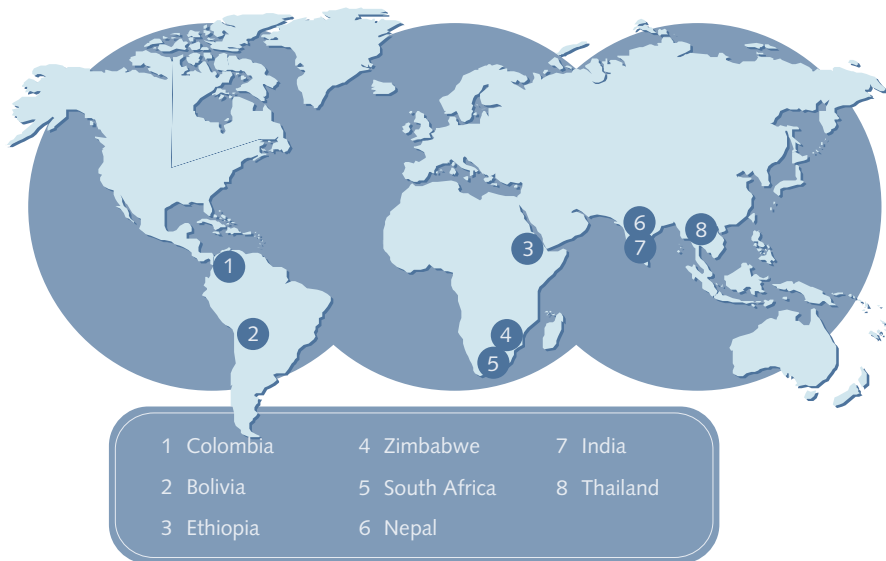 6
8
3
7
1
4
2
5
1 Colombia
2 Bolivia
3 Ethiopia
4 Zimbabwe
5 South Africa
6 Nepal
7 India
8 Thailand